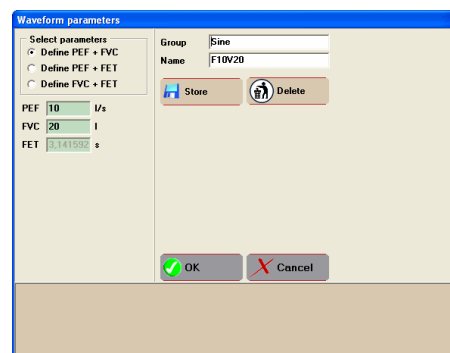 Waveform parameters
Select parameters
Define PEF + FVC
Define PEF + FET
Define FVC + FET
PEF 10 l/s
FVC 20 l
FET 3,141592 s
Group Sine
Name F10V20
Store Delete
OK Cancel